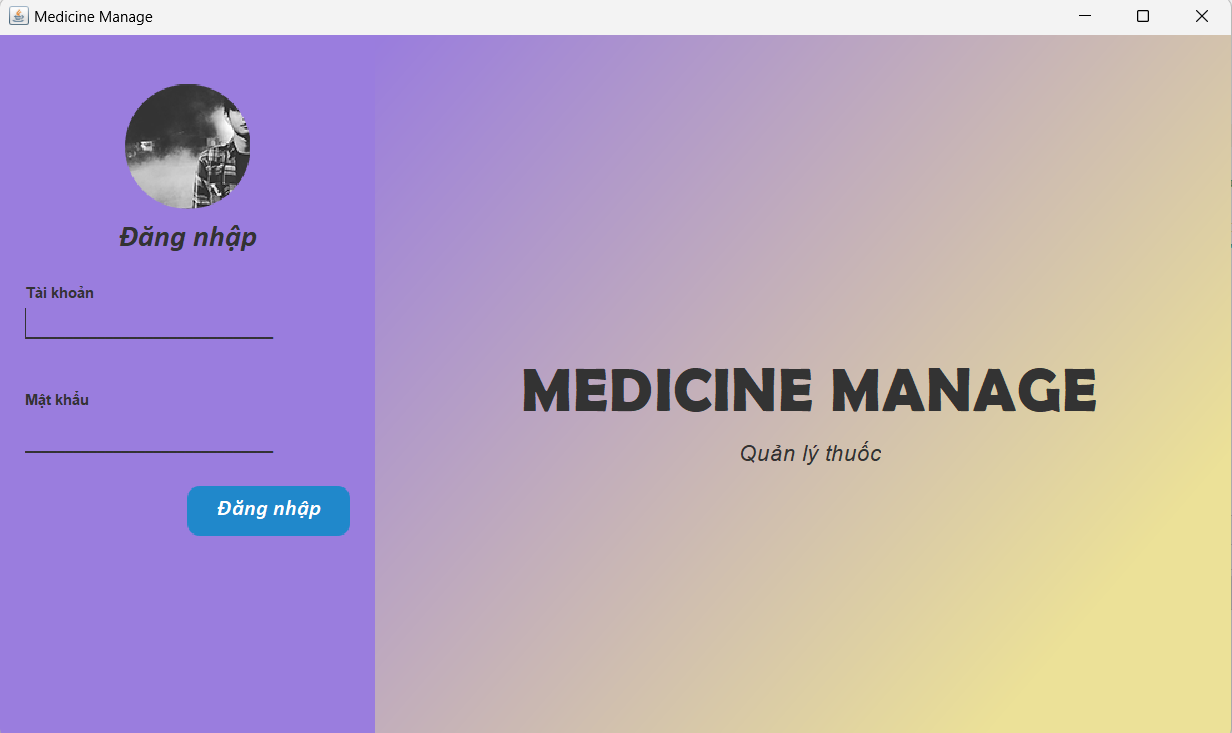 Medicine Manage
Đăng nhập
Tài khoản
Mật khẩu
Đăng nhập
MEDICINE MANAGE
Quản lý thuốc